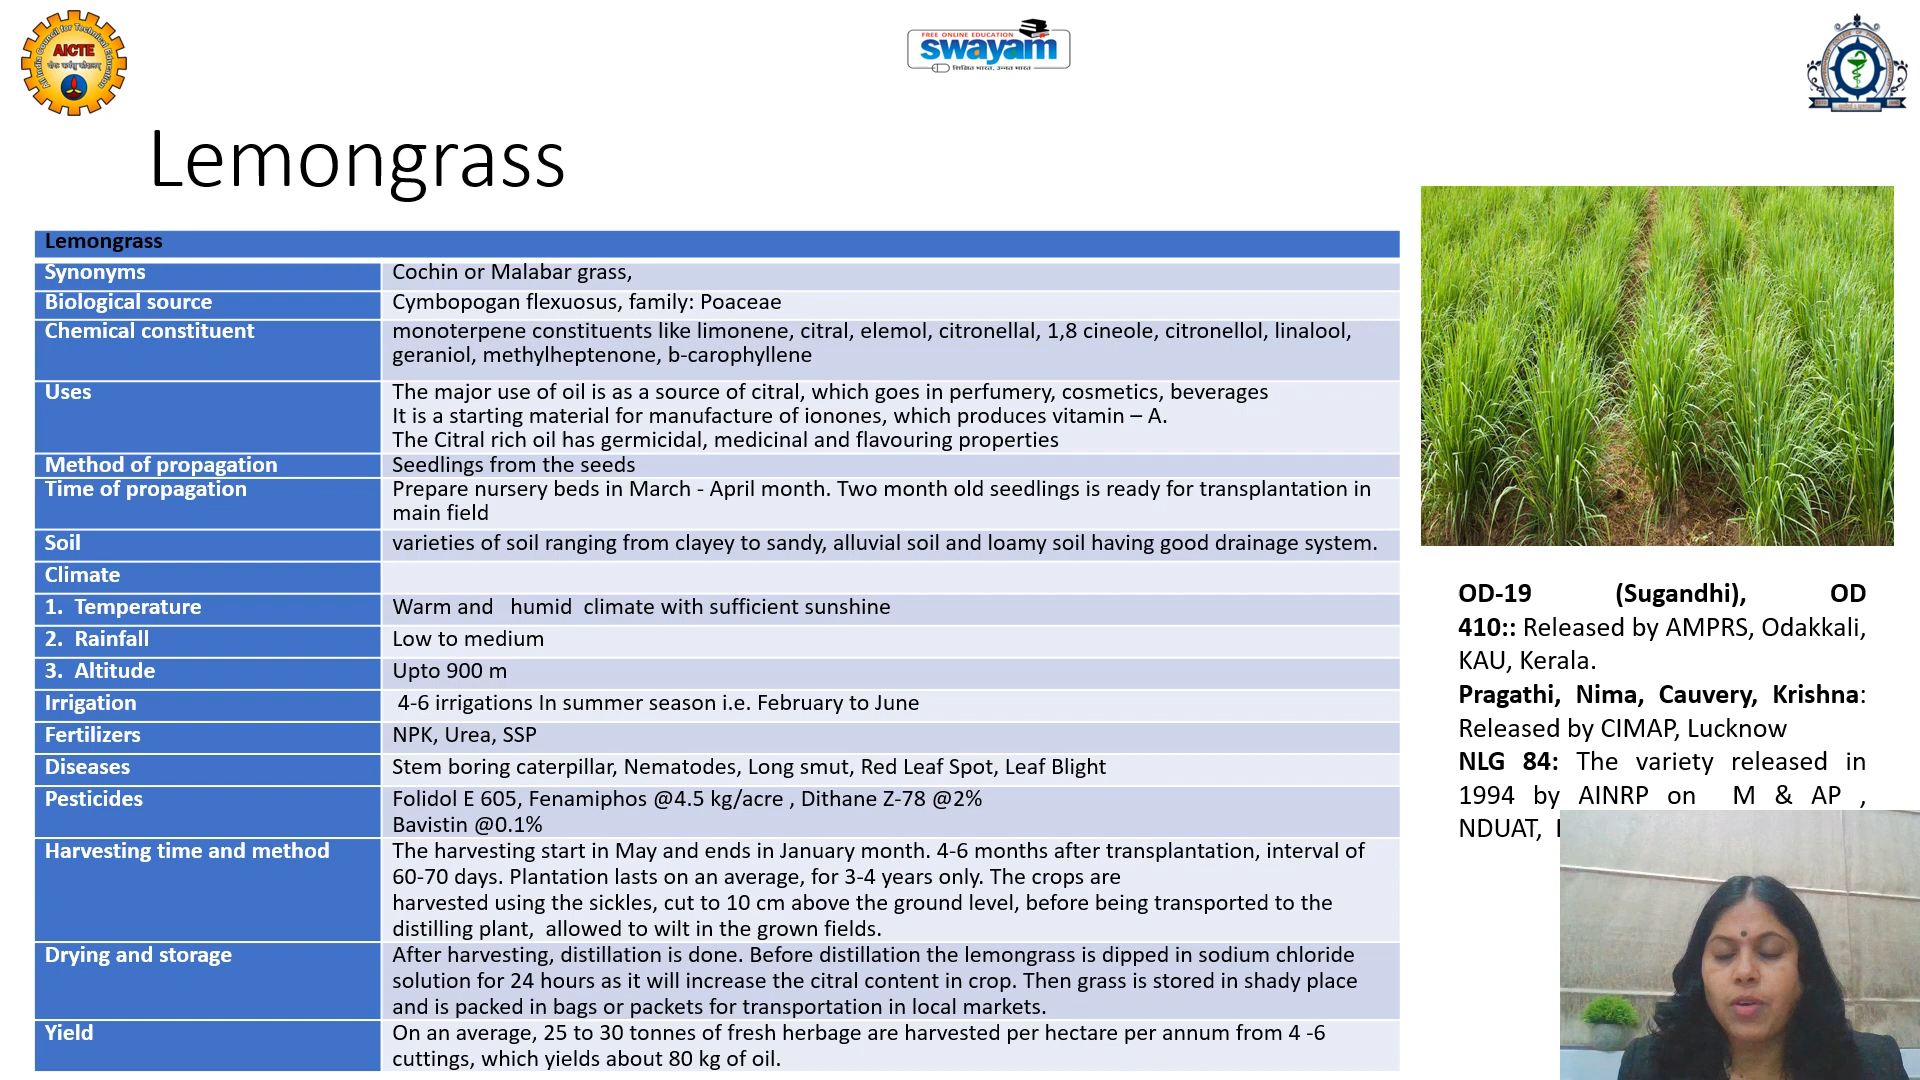 All India Council for Technical Education
AICTE
FREE ONLINE EDUCATION
swayam
शिक्षित भारत, उन्नत भारत
Lemongrass
Lemongrass
Synonyms
Cochin or Malabar grass,
Biological source
Cymbopogan flexuosus, family: Poaceae
Chemical constituent
monoterpene constituents like limonene, citral, elemol, citronellal, 1,8 cineole, citronellol, linalool,
geraniol, methylheptenone, b-carophyllene
Uses
The major use of oil is as a source of citral, which goes in perfumery, cosmetics, beverages
It is a starting material for manufacture of ionones, which produces vitamin – A.
The Citral rich oil has germicidal, medicinal and flavouring properties
Method of propagation
Seedlings from the seeds
Time of propagation
Prepare nursery beds in March - April month. Two month old seedlings is ready for transplantation in
main field
Soil
varieties of soil ranging from clayey to sandy, alluvial soil and loamy soil having good drainage system.
Climate
1. Temperature
Warm and humid climate with sufficient sunshine
2. Rainfall
Low to medium
3. Altitude
Upto 900 m
Irrigation
4-6 irrigations In summer season i.e. February to June
Fertilizers
NPK, Urea, SSP
Diseases
Stem boring caterpillar, Nematodes, Long smut, Red Leaf Spot, Leaf Blight
Pesticides
Folidol E 605, Fenamiphos @4.5 kg/acre , Dithane Z-78 @2%
Bavistin @0.1%
Harvesting time and method
The harvesting start in May and ends in January month. 4-6 months after transplantation, interval of
60-70 days. Plantation lasts on an average, for 3-4 years only. The crops are
harvested using the sickles, cut to 10 cm above the ground level, before being transported to the
distilling plant, allowed to wilt in the grown fields.
Drying and storage
After harvesting, distillation is done. Before distillation the lemongrass is dipped in sodium chloride
solution for 24 hours as it will increase the citral content in crop. Then grass is stored in shady place
and is packed in bags or packets for transportation in local markets.
Yield
On an average, 25 to 30 tonnes of fresh herbage are harvested per hectare per annum from 4 -6
cuttings, which yields about 80 kg of oil.
OD-19 (Sugandhi), OD
410:: Released by AMPRS, Odakkali,
KAU, Kerala.
Pragathi, Nima, Cauvery, Krishna:
Released by CIMAP, Lucknow
NLG 84: The variety released in
1994 by AINRP on M & AP ,
NDUAT,